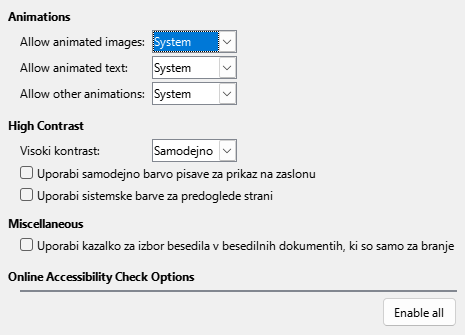 Animations
Allow animated images: System
Allow animated text: System
Allow other animations: System
High Contrast
Visoki kontrast: Samodejno
Uporabi samodejno barvo pisave za prikaz na zaslonu
Uporabi sistemske barve za predoglede strani
Miscellaneous
Uporabi kazalko za izbor besedila v besedilnih dokumentih, ki so samo za branje
Online Accessibility Check Options
Enable all